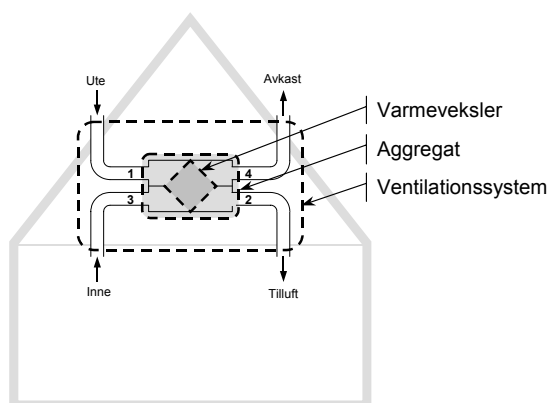 Ute
Avkast
Varmeveksler
Aggregat
Ventilationssystem
1
4
3
2
Inne
Tilluft